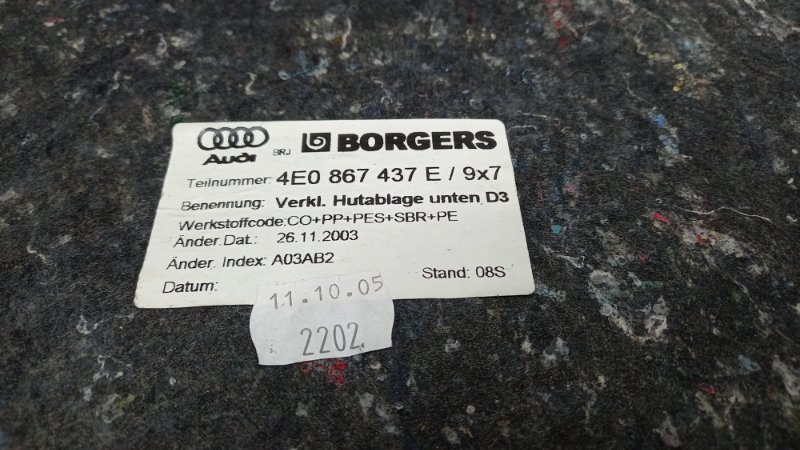 Audi BRJ BORGERS
Teilnummer: 4E0 867 437 E / 9x7
Benennung: Verkl. Hutablage unten D3
Werkstoffcode:CO+PP+PES+SBR+PE
Änder.Dat.: 26.11.2003
Änder. Index: A03AB2
Datum: Stand: 08S
11.10.05
2202